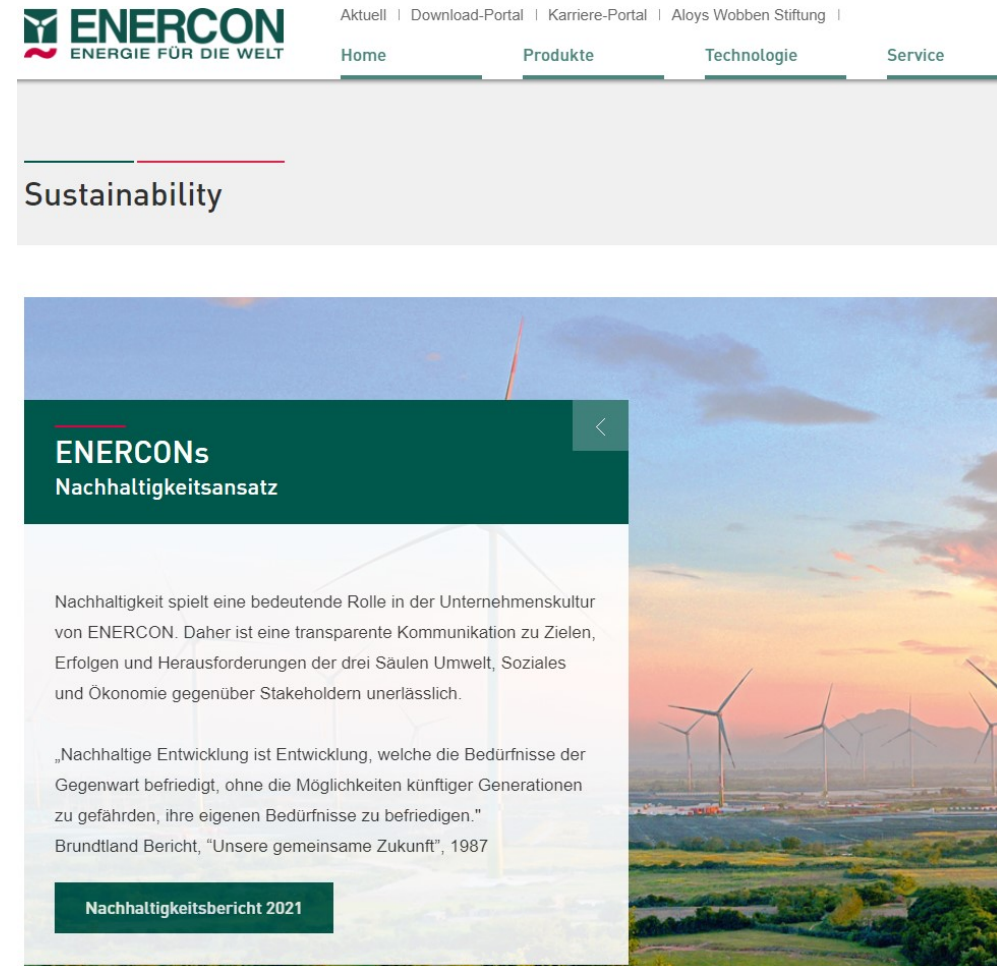 ENERCON
ENERGIE FÜR DIE WELT
Aktuell | Download-Portal | Karriere-Portal | Aloys Wobben Stiftung |
Home Produkte Technologie Service
Sustainability
ENERCONs
Nachhaltigkeitsansatz
Nachhaltigkeit spielt eine bedeutende Rolle in der Unternehmenskultur
von ENERCON. Daher ist eine transparente Kommunikation zu Zielen,
Erfolgen und Herausforderungen der drei Säulen Umwelt, Soziales
und Ökonomie gegenüber Stakeholdern unerlässlich.
„Nachhaltige Entwicklung ist Entwicklung, welche die Bedürfnisse der
Gegenwart befriedigt, ohne die Möglichkeiten künftiger Generationen
zu gefährden, ihre eigenen Bedürfnisse zu befriedigen."
Brundtland Bericht, “Unsere gemeinsame Zukunft”, 1987
Nachhaltigkeitsbericht 2021